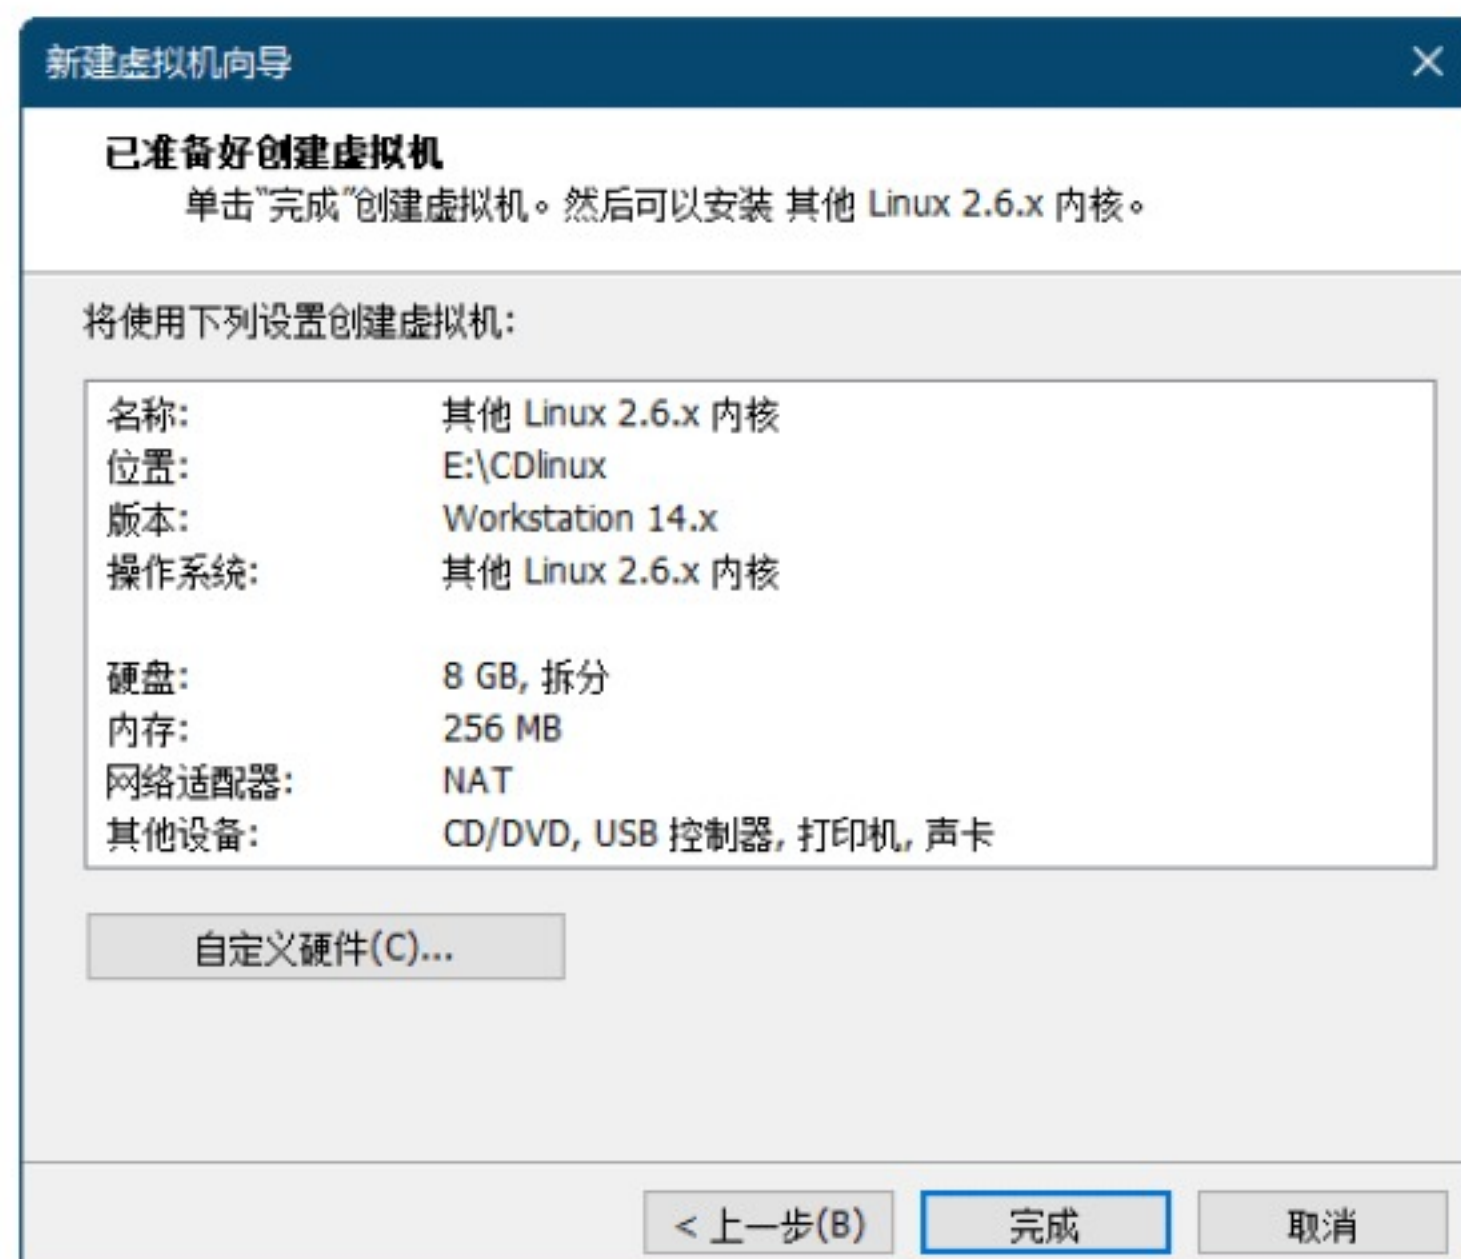 新建虚拟机向导
已准备好创建虚拟机
单击"完成"创建虚拟机。然后可以安装 其他 Linux 2.6.x 内核。
将使用下列设置创建虚拟机:
名称: 其他 Linux 2.6.x 内核
位置: E:\CDlinux
版本: Workstation 14.x
操作系统: 其他 Linux 2.6.x 内核
硬盘: 8 GB, 拆分
内存: 256 MB
网络适配器: NAT
其他设备: CD/DVD, USB 控制器, 打印机, 声卡
自定义硬件(C)...
< 上一步(B) 完成 取消